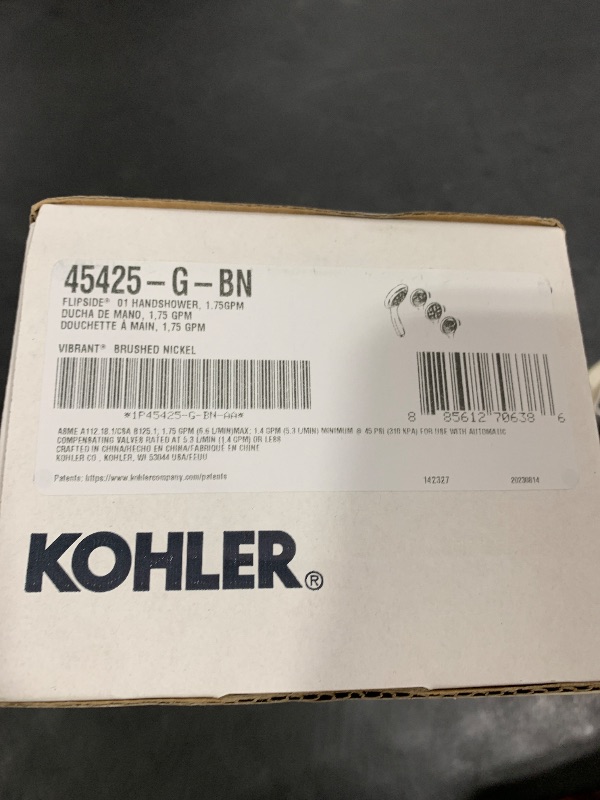 45425-G-BN
FLIPSIDE® 01 HANDSHOWER, 1.75GPM
DUCHA DE MANO, 1,75 GPM
DOUCHETTE À MAIN, 1,75 GPM
VIBRANT® BRUSHED NICKEL
*1P45425-G-BN-AA*
8 85612 70638 6
ASME A112.18.1/CSA B125.1, 1.75 GPM (6.6 L/MIN)MAX; 1.4 GPM (5.3 L/MIN) MINIMUM @ 45 PSI (310 KPA) FOR USE WITH AUTOMATIC
COMPENSATING VALVES RATED AT 5.3 L/MIN (1.4 GPM) OR LESS
CRAFTED IN CHINA/HECHO EN CHINA/FABRIQUÉ EN CHINE
KOHLER CO., KOHLER, WI 53044 USA/EEUU
Patents: https://www.kohlercompany.com/patents
142327
20230814
KOHLER®